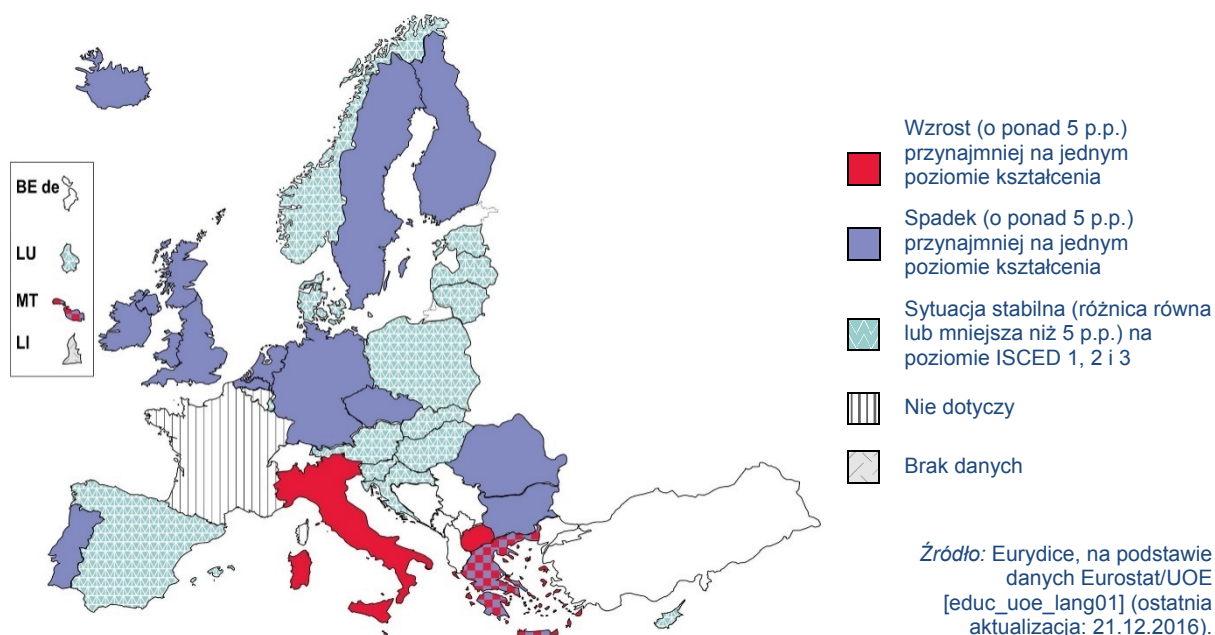 BE de
LU
MT
LI
Wzrost (o ponad 5 p.p.)
przynajmniej na jednym
poziomie kształcenia
Spadek (o ponad 5 p.p.)
przynajmniej na jednym
poziomie kształcenia
Sytuacja stabilna (różnica równa
lub mniejsza niż 5 p.p.) na
poziomie ISCED 1, 2 i 3
Nie dotyczy
Brak danych
Źródło: Eurydice, na podstawie
danych Eurostat/UOE
[educ_uoe_lang01] (ostatnia
aktualizacja: 21.12.2016).